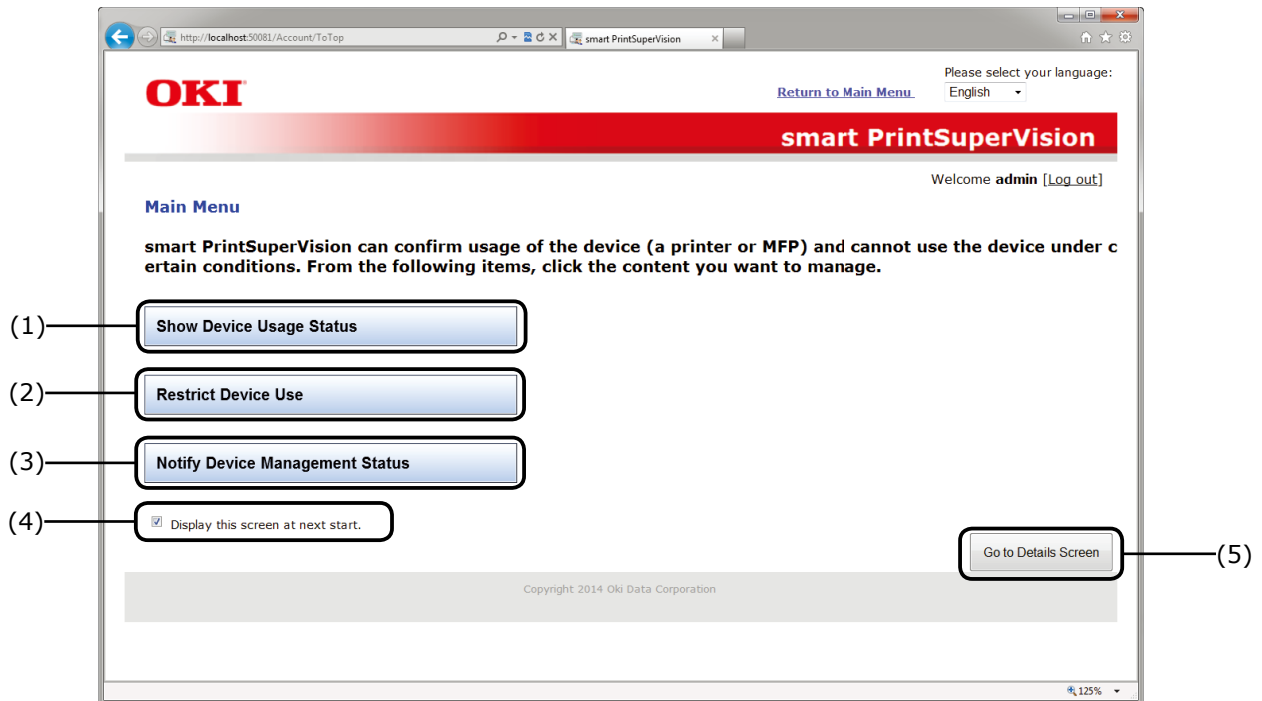 http://localhost:50081/Account/ToTop
smart PrintSuperVision
OKI
Return to Main Menu
Please select your language:
English
smart PrintSuperVision
Welcome admin [Log out]
Main Menu
smart PrintSuperVision can confirm usage of the device (a printer or MFP) and cannot use the device under c
ertain conditions. From the following items, click the content you want to manage.
(1)
Show Device Usage Status
(2)
Restrict Device Use
(3)
Notify Device Management Status
(4)
Display this screen at next start.
Go to Details Screen
(5)
Copyright 2014 Oki Data Corporation
125%